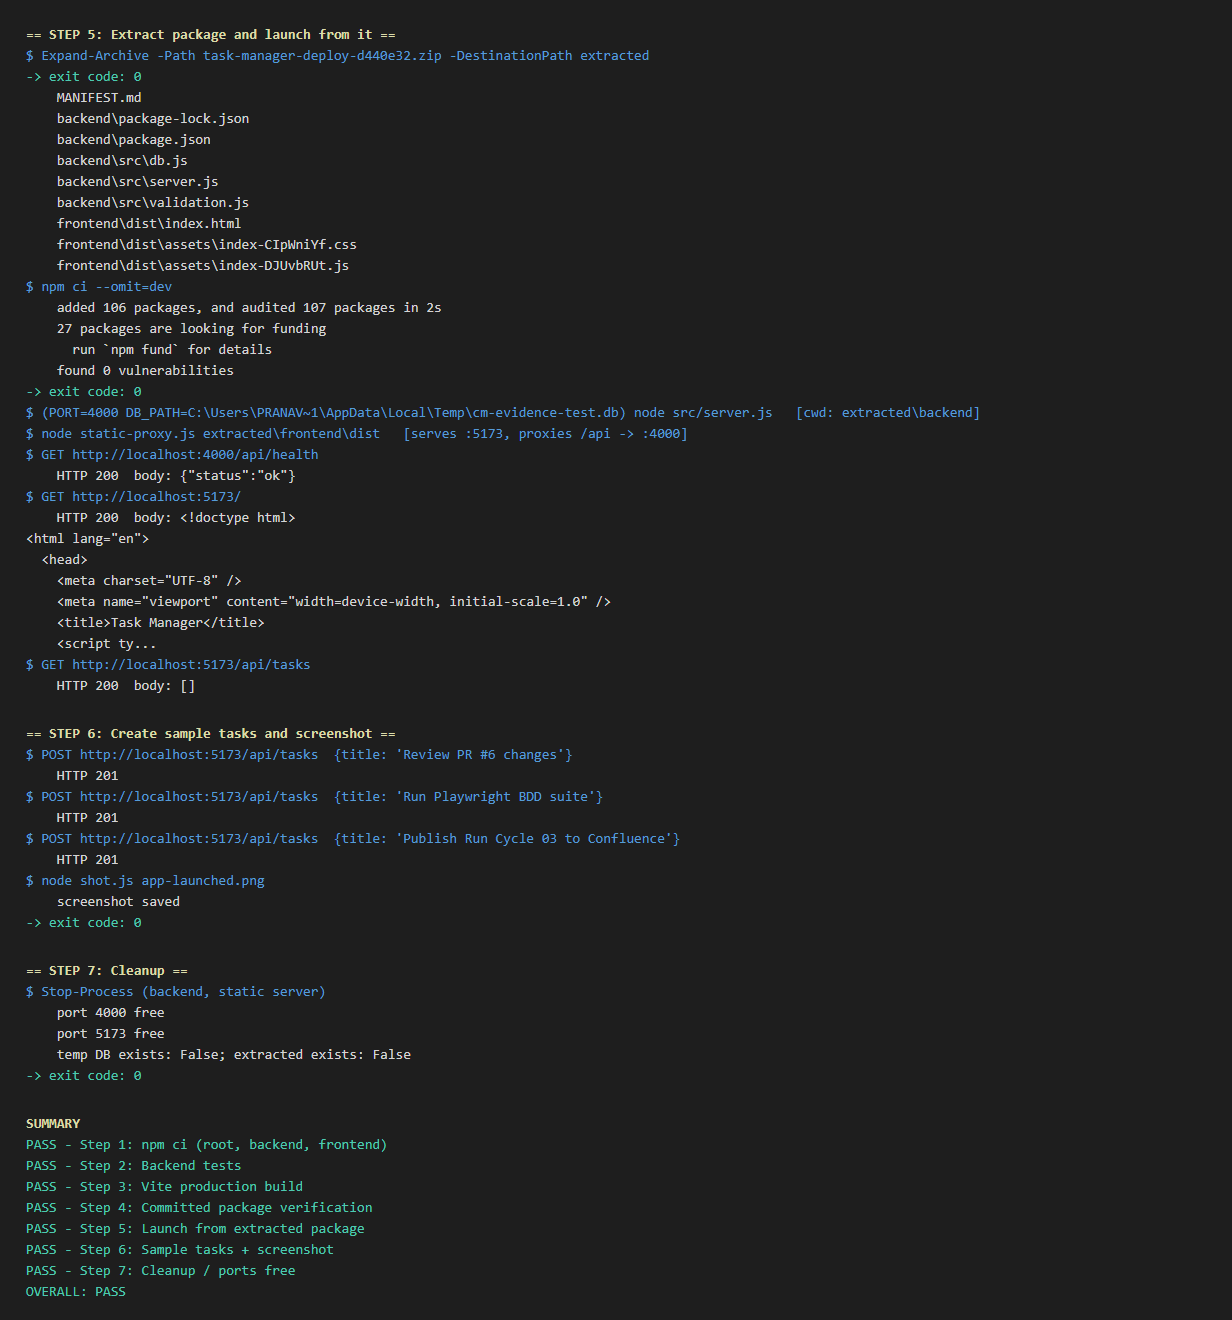 == STEP 5: Extract package and launch from it ==
$ Expand-Archive -Path task-manager-deploy-d440e32.zip -DestinationPath extracted
-> exit code: 0
    MANIFEST.md
    backend\package-lock.json
    backend\package.json
    backend\src\db.js
    backend\src\server.js
    backend\src\validation.js
    frontend\dist\index.html
    frontend\dist\assets\index-CIpWniYf.css
    frontend\dist\assets\index-DJUvbRUt.js
$ npm ci --omit=dev
    added 106 packages, and audited 107 packages in 2s
    27 packages are looking for funding
      run `npm fund` for details
    found 0 vulnerabilities
-> exit code: 0
$ (PORT=4000 DB_PATH=C:\Users\PRANAV~1\AppData\Local\Temp\cm-evidence-test.db) node src/server.js   [cwd: extracted\backend]
$ node static-proxy.js extracted\frontend\dist   [serves :5173, proxies /api -> :4000]
$ GET http://localhost:4000/api/health
    HTTP 200  body: {"status":"ok"}
$ GET http://localhost:5173/
    HTTP 200  body: <!doctype html>
<html lang="en">
  <head>
    <meta charset="UTF-8" />
    <meta name="viewport" content="width=device-width, initial-scale=1.0" />
    <title>Task Manager</title>
    <script ty...
$ GET http://localhost:5173/api/tasks
    HTTP 200  body: []
== STEP 6: Create sample tasks and screenshot ==
$ POST http://localhost:5173/api/tasks  {title: 'Review PR #6 changes'}
    HTTP 201
$ POST http://localhost:5173/api/tasks  {title: 'Run Playwright BDD suite'}
    HTTP 201
$ POST http://localhost:5173/api/tasks  {title: 'Publish Run Cycle 03 to Confluence'}
    HTTP 201
$ node shot.js app-launched.png
    screenshot saved
-> exit code: 0
== STEP 7: Cleanup ==
$ Stop-Process (backend, static server)
    port 4000 free
    port 5173 free
    temp DB exists: False; extracted exists: False
-> exit code: 0
SUMMARY
PASS - Step 1: npm ci (root, backend, frontend)
PASS - Step 2: Backend tests
PASS - Step 3: Vite production build
PASS - Step 4: Committed package verification
PASS - Step 5: Launch from extracted package
PASS - Step 6: Sample tasks + screenshot
PASS - Step 7: Cleanup / ports free
OVERALL: PASS